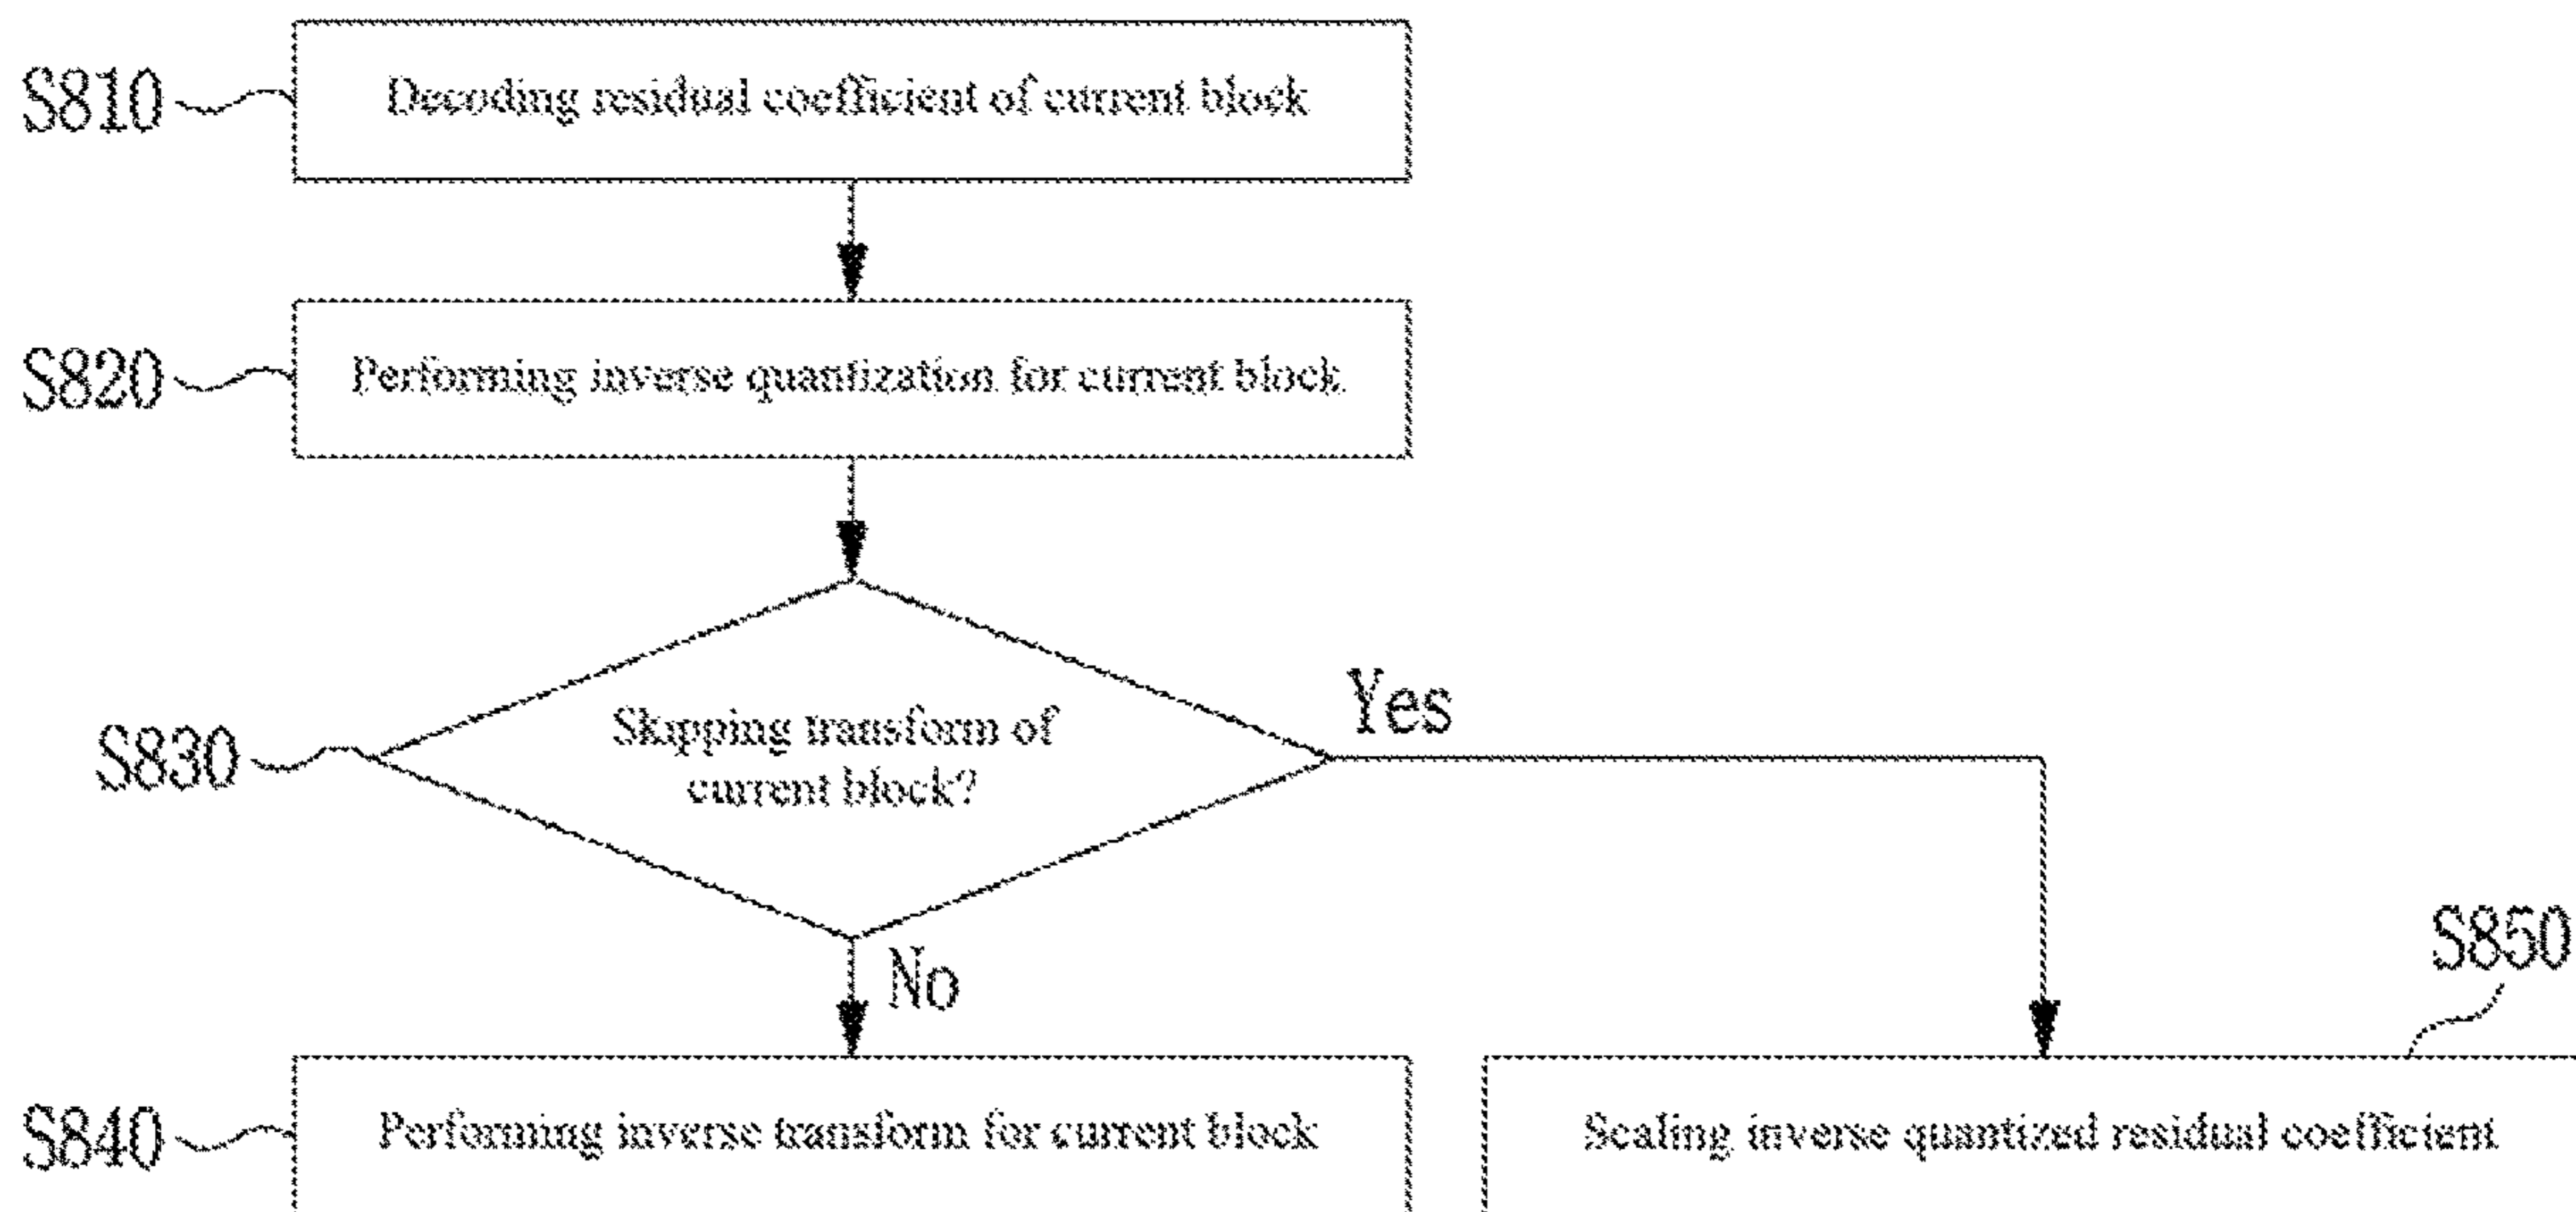 S810
Decoding residual coefficient of current block
S820
Performing inverse quantization for current block
S830
Skipping transform of
current block?
Yes
No
S850
S840
Performing inverse transform for current block
Scaling inverse quantized residual coefficient